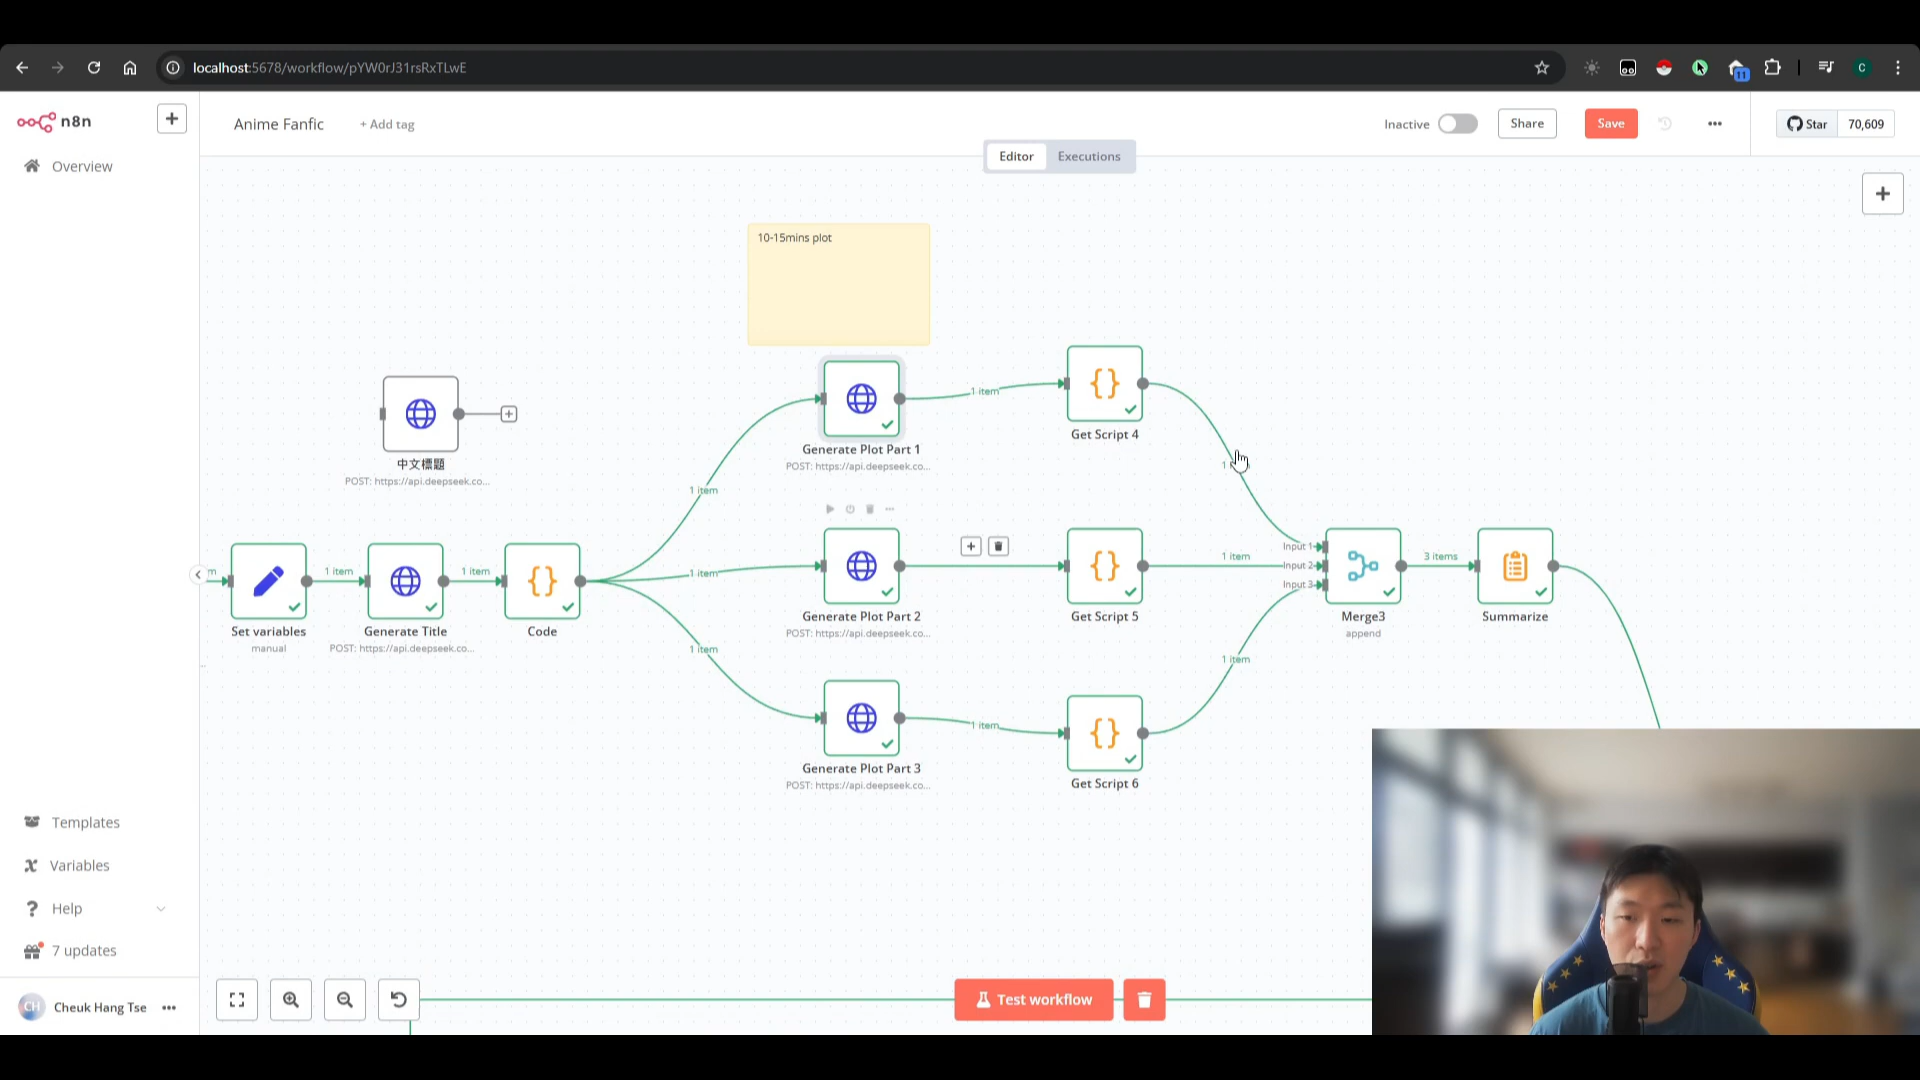 localhost:5678/workflow/pYW0rJ31rsRxTLwE
11
C
n8n
Anime Fanfic
+ Add tag
Inactive
Share
Save
Star
70,609
Overview
Editor
Executions
10-15mins plot
1 item
Get Script 4
Generate Plot Part 1
POST: https://api.deepseek.co...
中文標題
POST: https://api.deepseek.co...
1 item
1 item
1 item
1 item
Generate Plot Part 2
POST: https://api.deepseek.co...
Get Script 5
1 item
Input 1
Input 2
Input 3
3 items
Merge3
append
Summarize
Set variables
manual
Generate Title
POST: https://api.deepseek.co...
Code
1 item
1 item
1 item
Generate Plot Part 3
POST: https://api.deepseek.co...
Get Script 6
Templates
Variables
Help
7 updates
CH
Cheuk Hang Tse
Test workflow